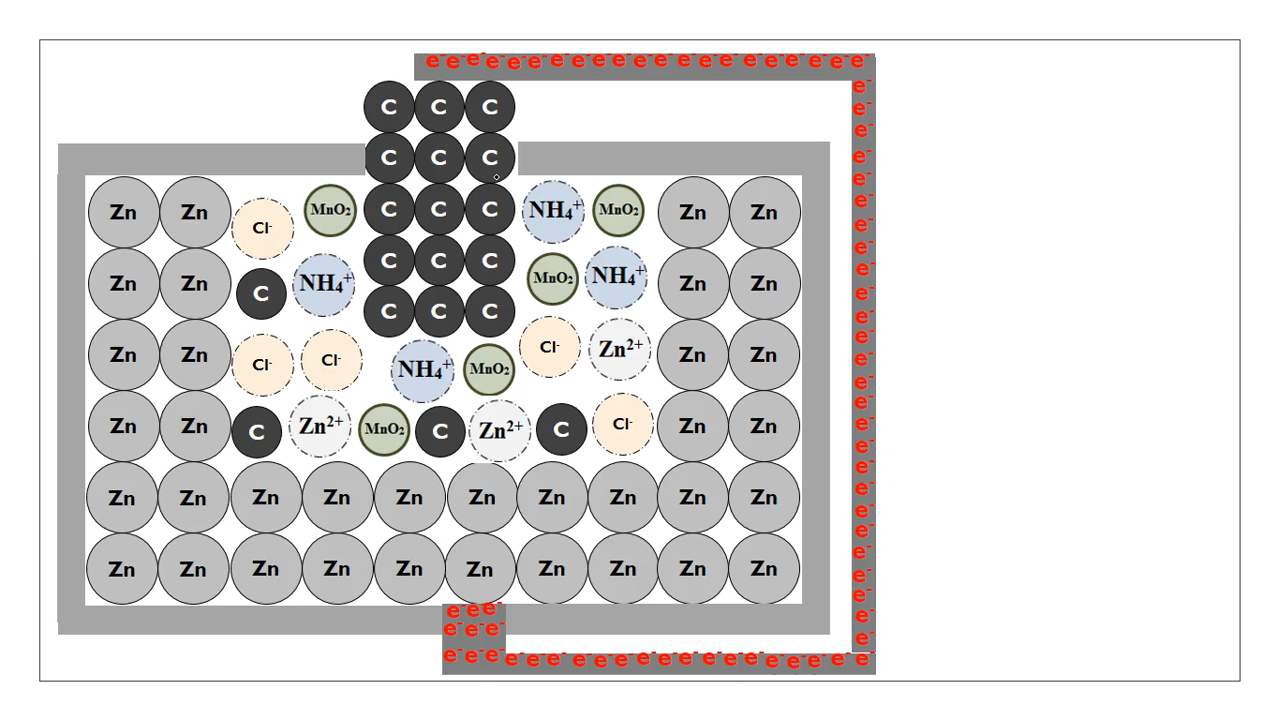 e- e- e- e- e- e- e- e- e- e- e- e- e- e- e- e- e- e- e- e- e-
e-
C C C e-
e-
C C C e-
e-
e-
Zn Zn Cl- MnO₂ C C C NH₄⁺ MnO₂ Zn Zn e-
e-
Zn Zn C NH₄⁺ C C C MnO₂ NH₄⁺ Zn Zn e-
e-
C C C e-
e-
Zn Zn Cl- Cl- NH₄⁺ MnO₂ Cl- Zn²⁺ Zn Zn e-
e-
e-
Zn Zn C Zn²⁺ MnO₂ C Zn²⁺ C Cl- Zn Zn e-
e-
e-
Zn Zn Zn Zn Zn Zn Zn Zn Zn Zn e-
e-
e-
e-
Zn Zn Zn Zn Zn Zn Zn Zn Zn Zn e-
e-
e- e- e- e-
e- e- e- e-
e- e- e- e- e- e- e- e- e- e- e- e- e- e- e- e- e- e- e- e-